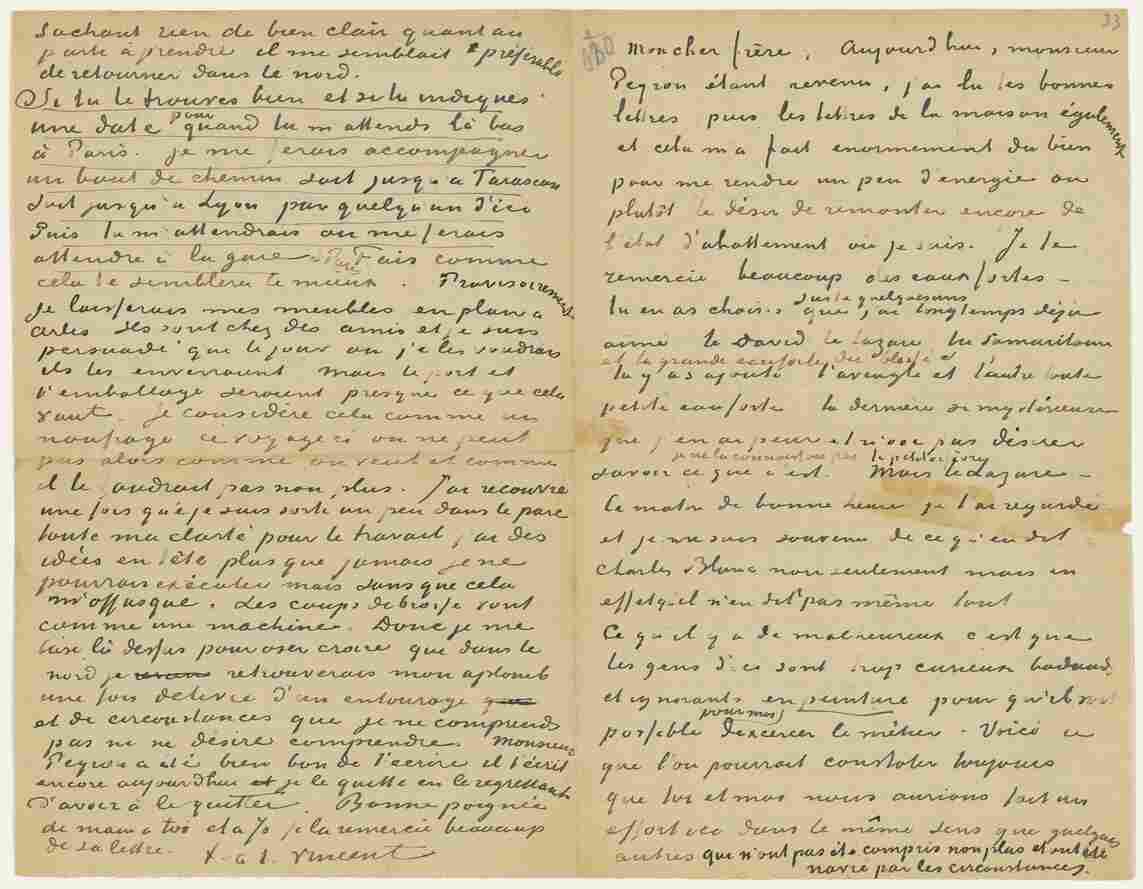 sachant rien de bien clair quant au
parti à prendre il me semblait préférable
de retourner dans le nord.
Si tu le trouves bien et si tu indiques
une date pour quand tu m'attends là bas
à Paris. je me ferais accompagner
un bout de chemin soit jusqu'a Tarascon
soit jusqu'à Lyon par quelqu'un d'ici
Puis tu m'attendrais ou me ferais
attendre à la gare à Paris Fais comme
cela te semblera le mieux. Provisoirement
je laisserais mes meubles en plan a
Arles Ils sont chez des amis et je suis
persuadé que le jour ou je les voudrais
ils les enverraient mais le port et
l'emballage seraient presque ce que cela
vaut. je considère cela comme un
naufrage ce voyage ci on ne peut
pas alors comme on veut et comme
il le faudrait pas non plus. J'ai recouvré
une fois que je suis sorti un peu dans le parc
toute ma clarté pour le travail j'ai des
idées en tête plus que jamais je ne
pourrais exécuter mais sans que cela
m'offusque. Les coups de brosse vont
comme une machine. Donc je me
base là dessus pour oser croire que dans le
nord je retrouverais mon aplomb
une fois délivré d'un entourage
et de circonstances que je ne comprends
pas ni ne désire comprendre. Monsieur
Peyron a été bien bon de t'écrire il t'écrit
encore aujourd'hui je le quitte en le regrettant
d'avoir à le quitter. Bonne poignée
de main a toi et a Jo je la remercie beaucoup
de sa lettre. t. à t. Vincent
33
Mon cher frère, Aujourd'hui, monsieur
Peyron étant revenu, j'ai lu tes bonnes
lettres puis les lettres de la maison également
et cela m'a fait enormement du bien
pour me rendre un peu d'energie ou
plutôt le désir de remonter encore de
l'état d'abattement où je suis. Je te
remercie beaucoup des eaux fortes –
tu en as choisi juste quelquesuns que j'ai longtemps déjà
aimé le David le Lazare la Samaritaine
et la grande eau forte du blessé et
tu y as ajouté l'aveugle et l'autre toute
petite eau forte la dernière si mystérieuse
que j'en ai peur et n'ose pas désirer
je ne la connaissais pas le petit orfèvre
savoir ce que c'est. Mais le Lazare –
Ce matin de bonne heure je l'ai regardé
et je me suis souvenu de ce qu'en dit
Charles Blanc non seulement mais en
effet qu'il n'en dit pas même tout
Ce qu'il y a de malheureux c'est que
les gens d'ici sont trop curieux badauds
et ignorants en peinture pour qu'il soit
possible pour moi d'exercer le métier. Voici ce
que l'on pourrait constater toujours
que toi et moi nous aurions fait un
effort ici dans le même sens que quelques
autres qui n'ont pas été compris non plus et ont été
navré par les circonstances.